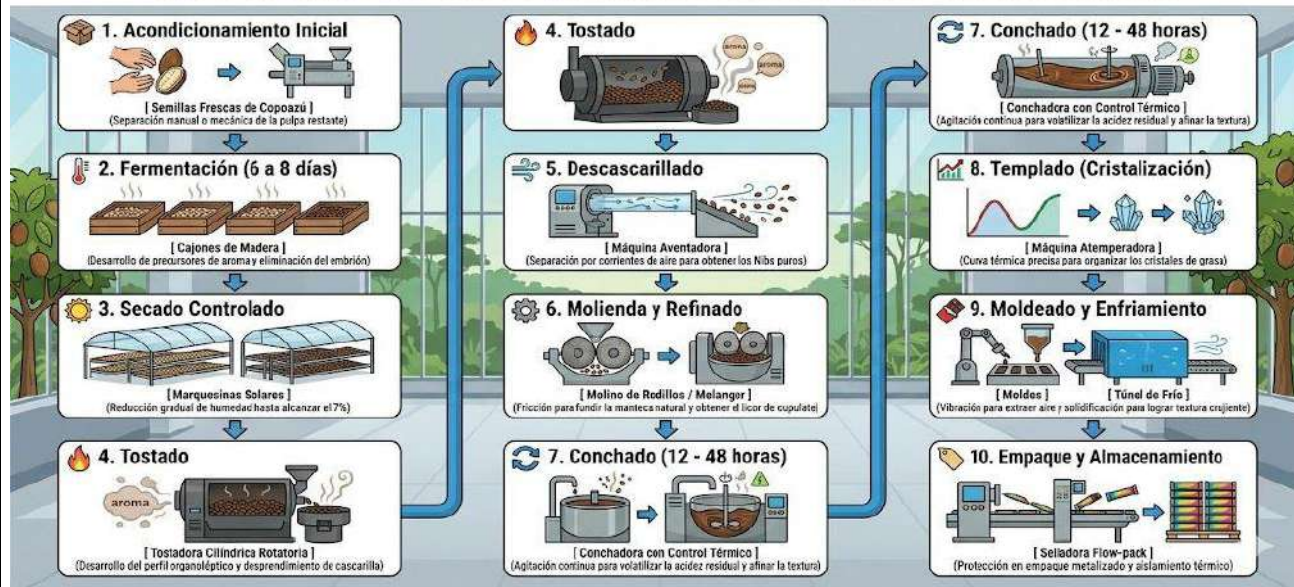 1. Acondicionamiento Inicial
[ Semillas Frescas de Copoazú ]
(Separación manual o mecánica de la pulpa restante)
2. Fermentación (6 a 8 días)
[ Cajones de Madera ]
(Desarrollo de precursores de aroma y eliminación del embrión)
3. Secado Controlado
[ Marquesinas Solares ]
(Reducción gradual de humedad hasta alcanzar el 7%)
4. Tostado
aroma
[ Tostadora Cilíndrica Rotatoria ]
(Desarrollo del perfil organoléptico y desprendimiento de cascarilla)
4. Tostado
aroma
aroma
aroma
5. Descascarillado
[ Máquina Aventadora ]
(Separación por corrientes de aire para obtener los Nibs puros)
6. Molienda y Refinado
[ Molino de Rodillos / Melanger ]
(Fricción para fundir la manteca natural y obtener el licor de cupulate)
7. Conchado (12 - 48 horas)
[ Conchadora con Control Térmico ]
(Agitación continua para volatilizar la acidez residual y afinar la textura)
7. Conchado (12 - 48 horas)
[ Conchadora con Control Térmico ]
(Agitación continua para volatilizar la acidez residual y afinar la textura)
8. Templado (Cristalización)
[ Máquina Atemperadora ]
(Curva térmica precisa para organizar los cristales de grasa)
9. Moldeado y Enfriamiento
[ Moldes ] [ Túnel de Frío ]
(Vibración para extraer aire y solidificación para lograr textura crujiente)
10. Empaque y Almacenamiento
[ Selladora Flow-pack ]
(Protección en empaque metalizado y aislamiento térmico)